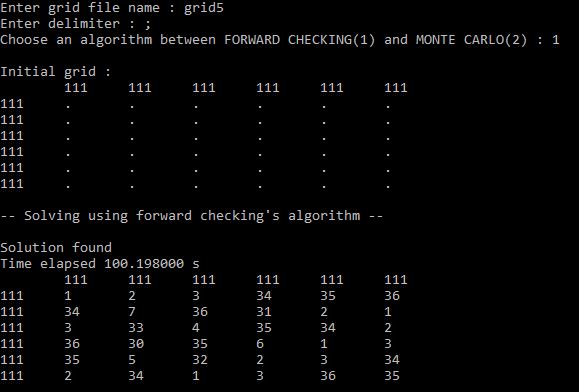 Enter grid file name : grid5
Enter delimiter : ;
Choose an algorithm between FORWARD CHECKING(1) and MONTE CARLO(2) : 1
Initial grid :
111 111 111 111 111 111
111 . . . . . .
111 . . . . . .
111 . . . . . .
111 . . . . . .
111 . . . . . .
111 . . . . . .
-- Solving using forward checking's algorithm --
Solution found
Time elapsed 100.198000 s
111 111 111 111 111 111
111 1 2 3 34 35 36
111 34 7 36 31 2 1
111 3 33 4 35 34 2
111 36 30 35 6 1 3
111 35 5 32 2 3 34
111 2 34 1 3 36 35